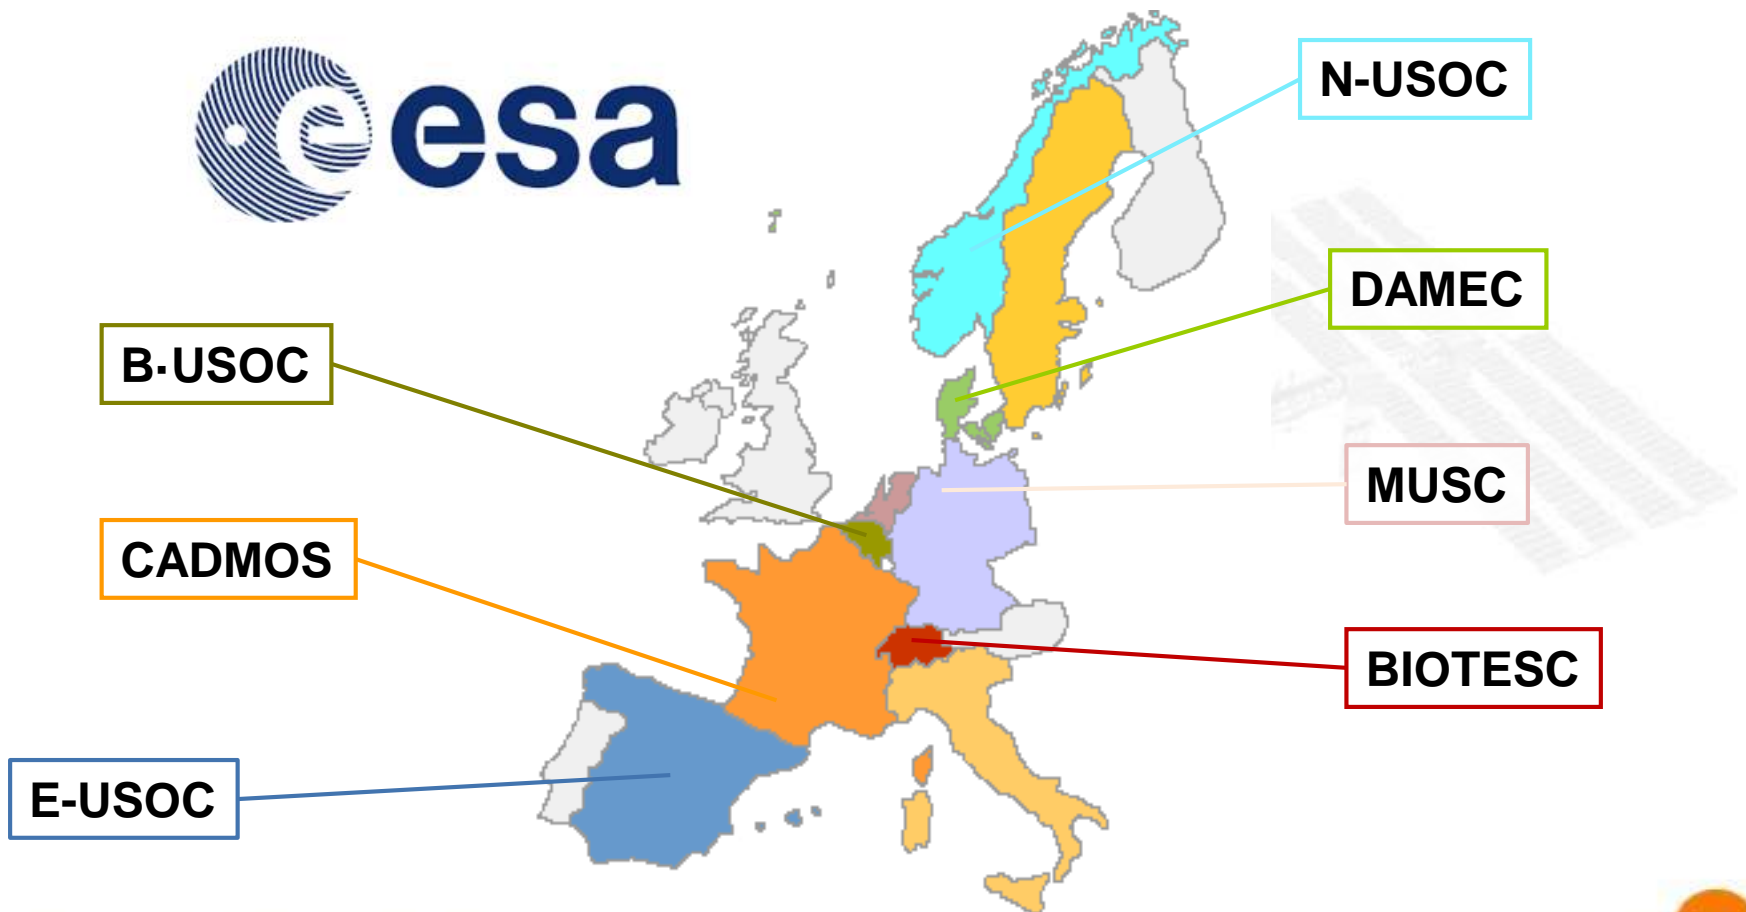 esa
N-USOC
DAMEC
B·USOC
MUSC
CADMOS
BIOTESC
E-USOC